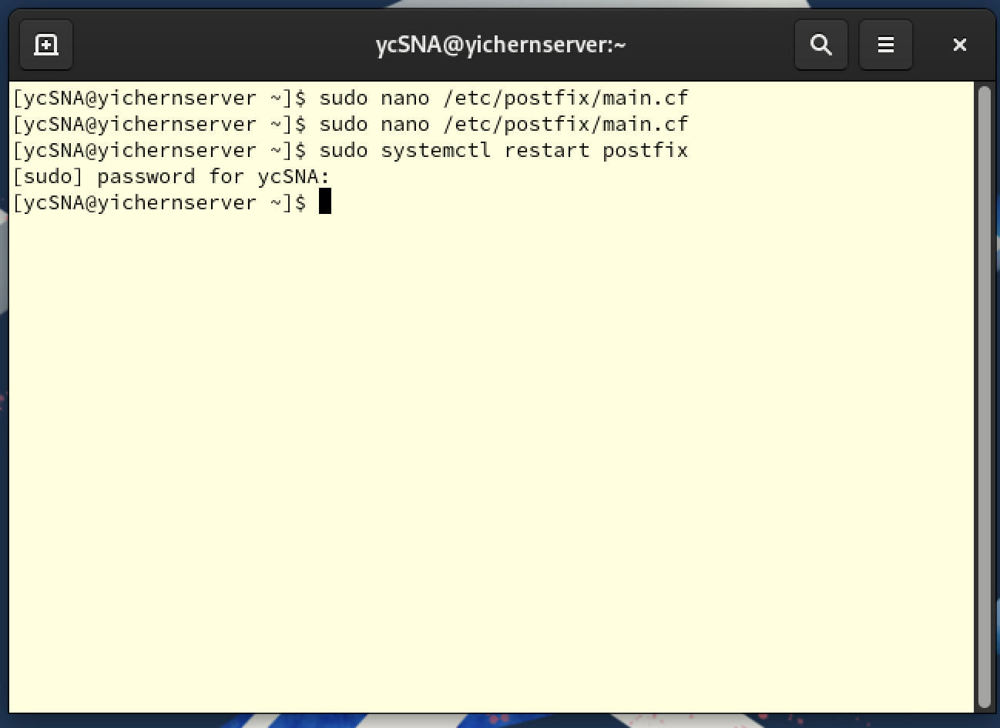 ycSNA@yichernserver:~
[ycSNA@yichernserver ~]$ sudo nano /etc/postfix/main.cf
[ycSNA@yichernserver ~]$ sudo nano /etc/postfix/main.cf
[ycSNA@yichernserver ~]$ sudo systemctl restart postfix
[sudo] password for ycSNA:
[ycSNA@yichernserver ~]$